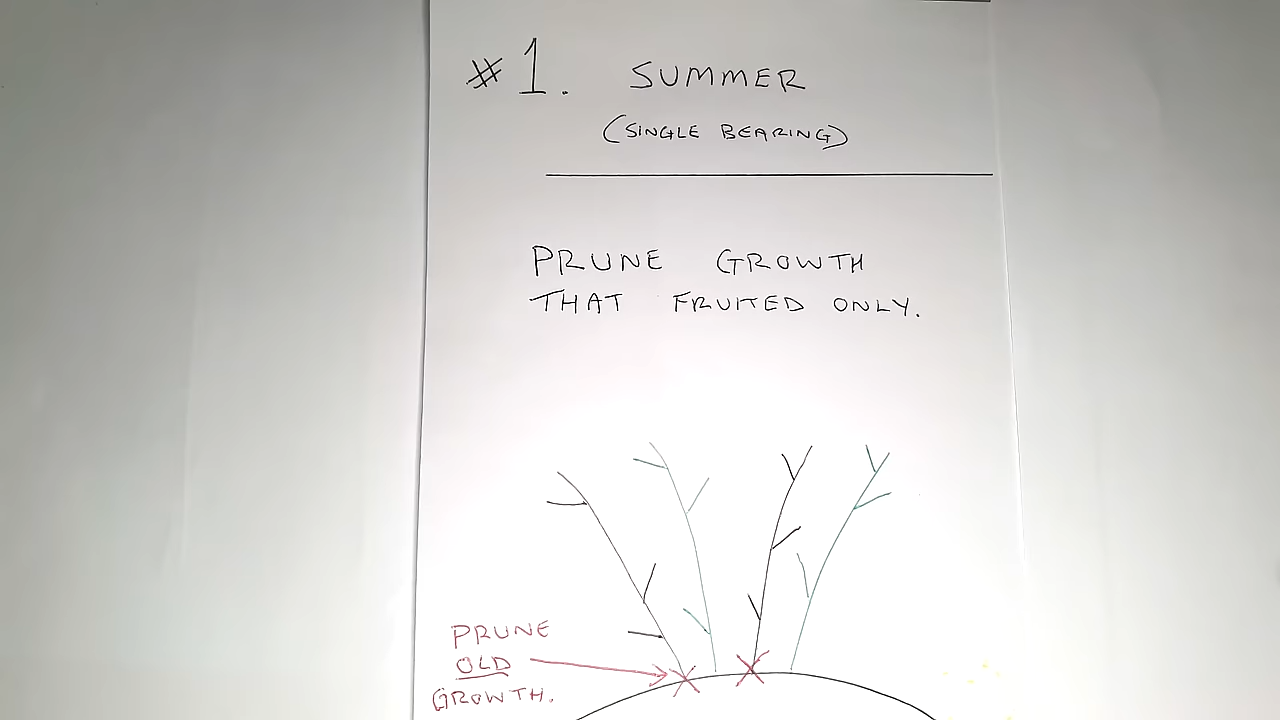 #1. SUMMER
(SINGLE BEARING)
PRUNE GROWTH
THAT FRUITED ONLY.
PRUNE
OLD
GROWTH.